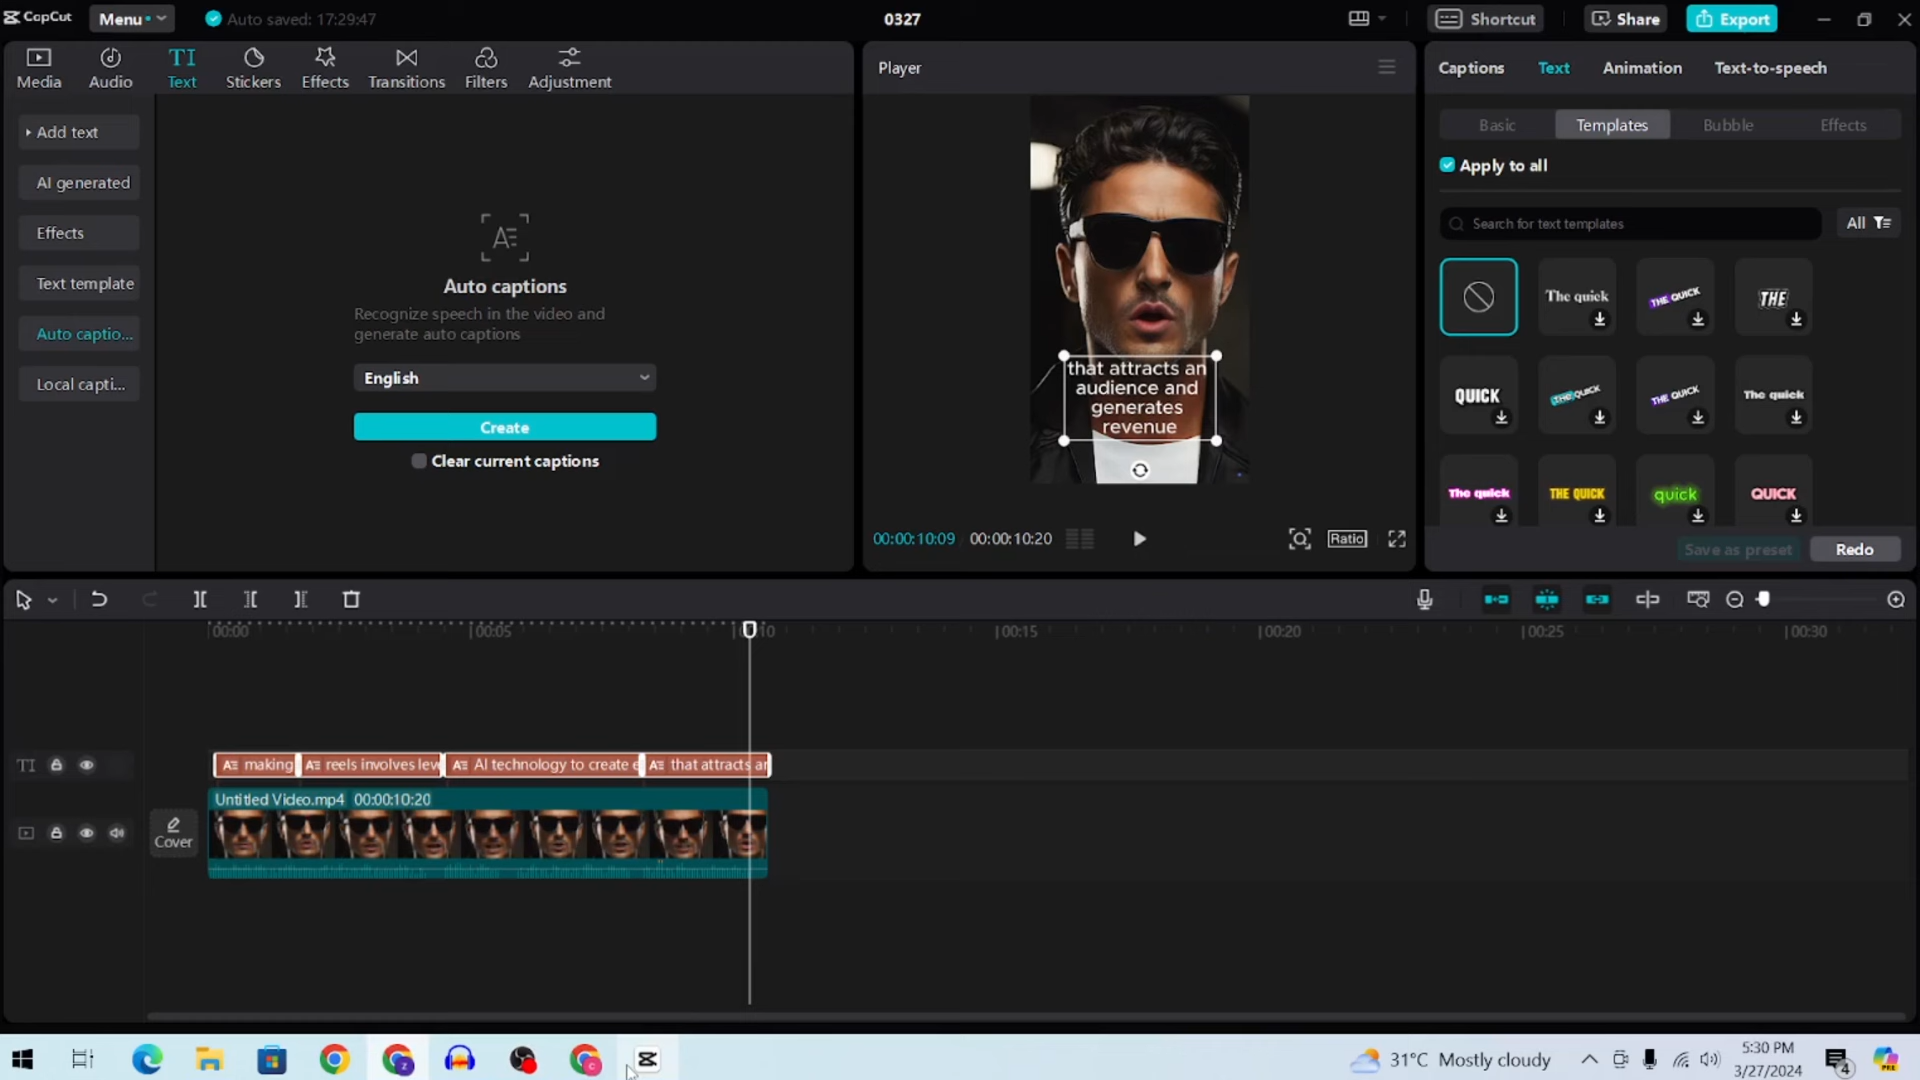 CapCut
Menu
Auto saved: 17:29:47
0327
Shortcut
Share
Export
Media
Audio
TI
Text
Stickers
Effects
Transitions
Filters
Adjustment
Player
Captions
Text
Animation
Text-to-speech
Add text
AI generated
Effects
Text template
Auto captio...
Local capti...
A
Auto captions
Recognize speech in the video and
generate auto captions
English
Create
Clear current captions
that attracts an
audience and
generates
revenue
00:00:10:09
00:00:10:20
Ratio
Basic
Templates
Bubble
Effects
Apply to all
Search for text templates
All
The quick
THE QUICK
THE
QUICK
THE QUICK
THE QUICK
The quick
The quick
THE QUICK
quick
QUICK
Save as preset
Redo
00:00
00:05
00:10
00:15
00:20
00:25
00:30
TI
making
reels involves lev
AI technology to create e
that attracts an
Untitled Video.mp4 00:00:10:20
Cover
31°C Mostly cloudy
5:30 PM
3/27/2024
4
PRE